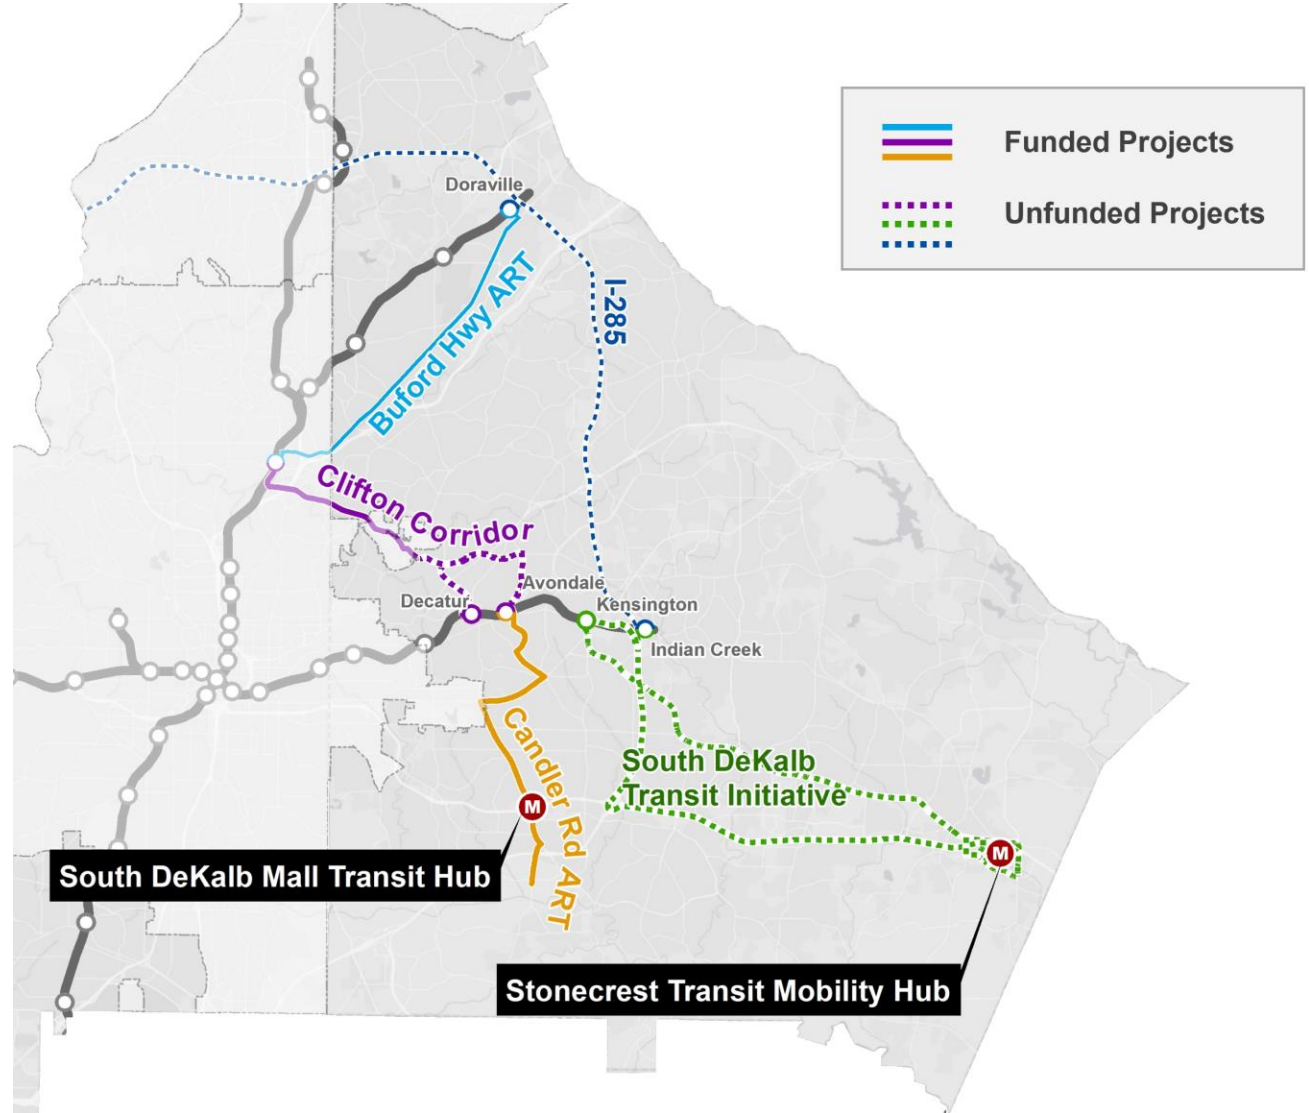 Funded Projects
Unfunded Projects
Doraville
I-285
Buford Hwy ART
Clifton Corridor
Avondale
Decatur
Kensington
Indian Creek
Candler Rd ART
South DeKalb
Transit Initiative
M
M
South DeKalb Mall Transit Hub
Stonecrest Transit Mobility Hub